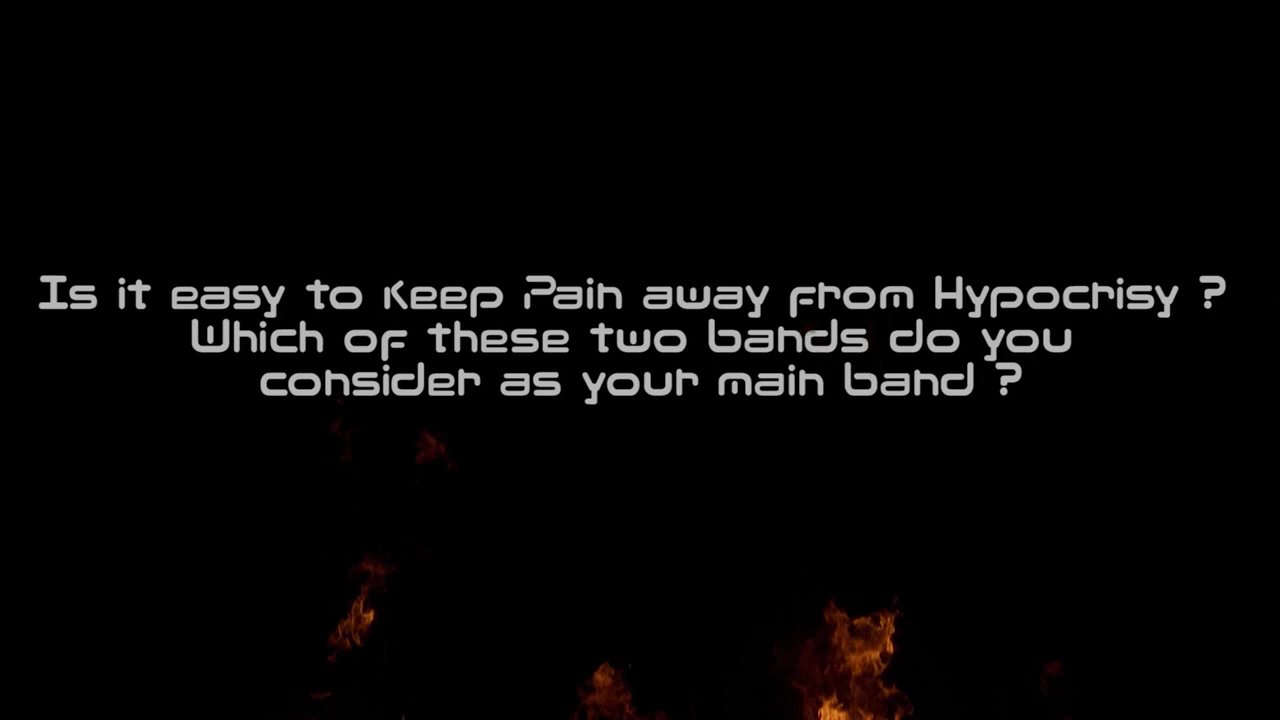 Is it easy to keep Pain away from Hypocrisy ?
Which of these two bands do you
consider as your main band ?